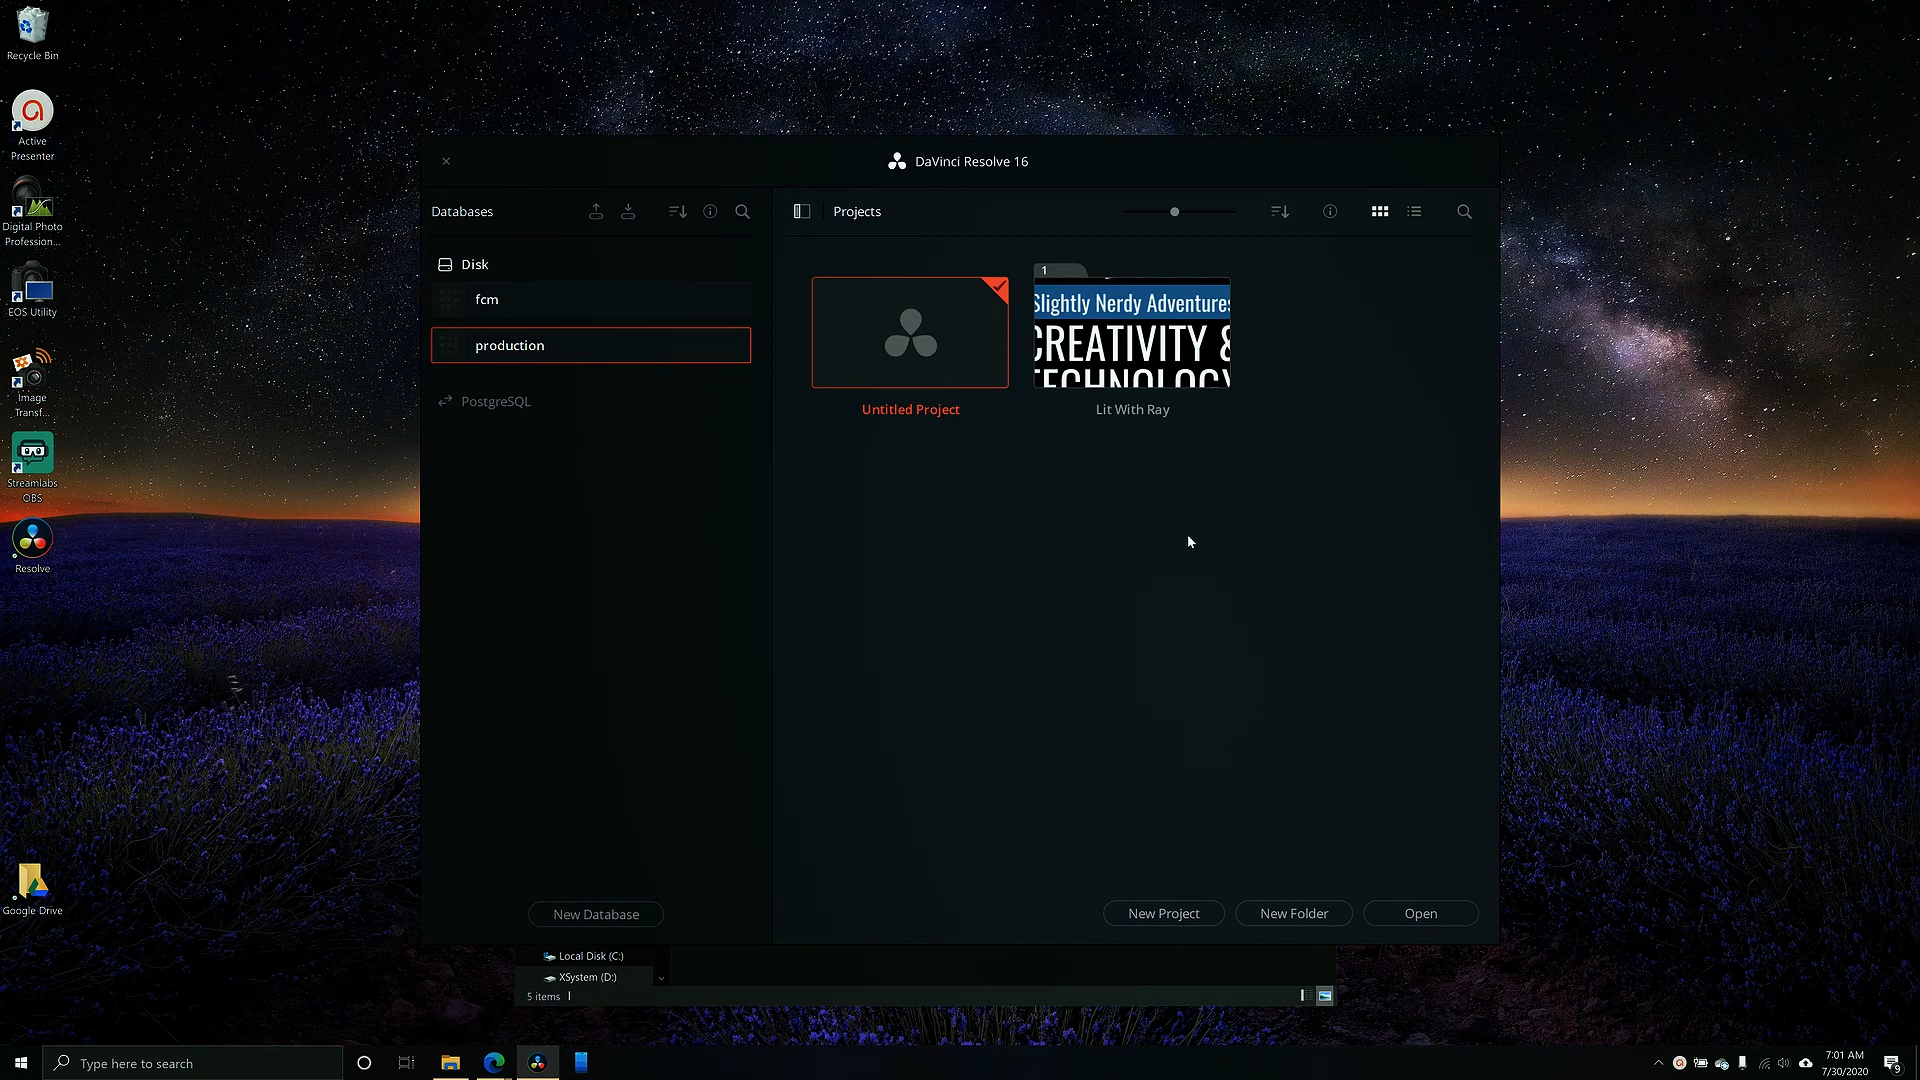 Recycle Bin
Active
Presenter
Digital Photo
Profession...
EOS Utility
Image
Transf...
Streamlabs
OBS
Resolve
Google Drive
DaVinci Resolve 16
Databases
Projects
Disk
fcm
production
PostgreSQL
1
Slightly Nerdy Adventures
CREATIVITY &
TECHNOLOGY
Untitled Project
Lit With Ray
New Database
New Project
New Folder
Open
Local Disk (C:)
XSystem (D:)
5 items
Type here to search
7:01 AM
7/30/2020
9